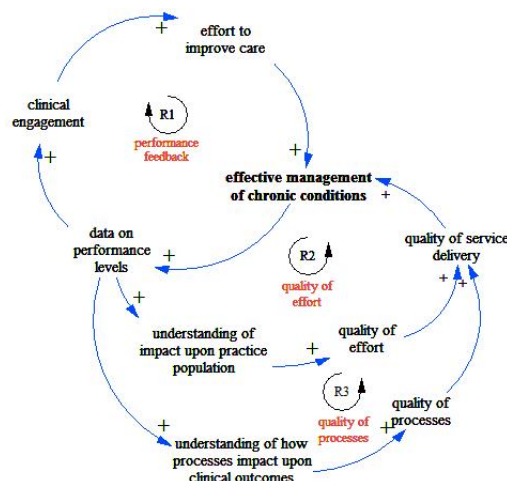 effort to
improve care
+
clinical
engagement
+
R1
performance
feedback
+
effective management
of chronic conditions
+
data on
performance
levels
+
quality of service
delivery
R2
quality of
effort
+
+
+
understanding of
impact upon practice
population
+
quality of
effort
R3
quality of
processes
quality of
processes
+
+
understanding of how
processes impact upon
clinical outcomes